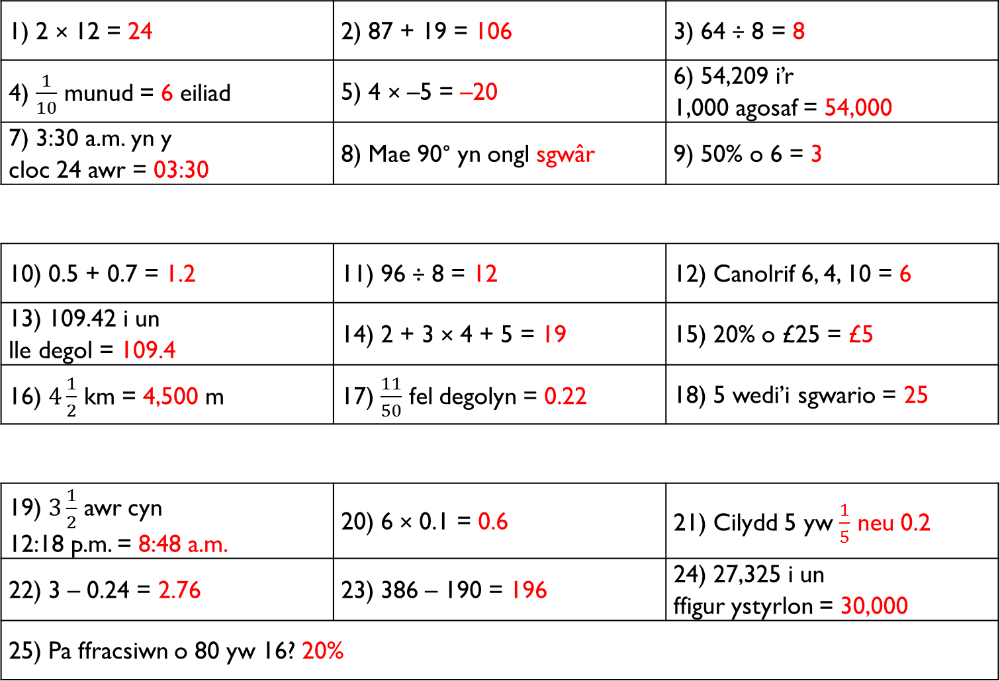 1) 2 × 12 = 24
2) 87 + 19 = 106
3) 64 ÷ 8 = 8
4) 1/10 munud = 6 eiliad
5) 4 × –5 = –20
6) 54,209 i’r
1,000 agosaf = 54,000
7) 3:30 a.m. yn y
cloc 24 awr = 03:30
8) Mae 90° yn ongl sgwâr
9) 50% o 6 = 3
10) 0.5 + 0.7 = 1.2
11) 96 ÷ 8 = 12
12) Canolrif 6, 4, 10 = 6
13) 109.42 i un
lle degol = 109.4
14) 2 + 3 × 4 + 5 = 19
15) 20% o £25 = £5
16) 4 1/2 km = 4,500 m
17) 11/50 fel degolyn = 0.22
18) 5 wedi’i sgwario = 25
19) 3 1/2 awr cyn
12:18 p.m. = 8:48 a.m.
20) 6 × 0.1 = 0.6
21) Cilydd 5 yw 1/5 neu 0.2
22) 3 – 0.24 = 2.76
23) 386 – 190 = 196
24) 27,325 i un
ffigur ystyrlon = 30,000
25) Pa ffracsiwn o 80 yw 16? 20%